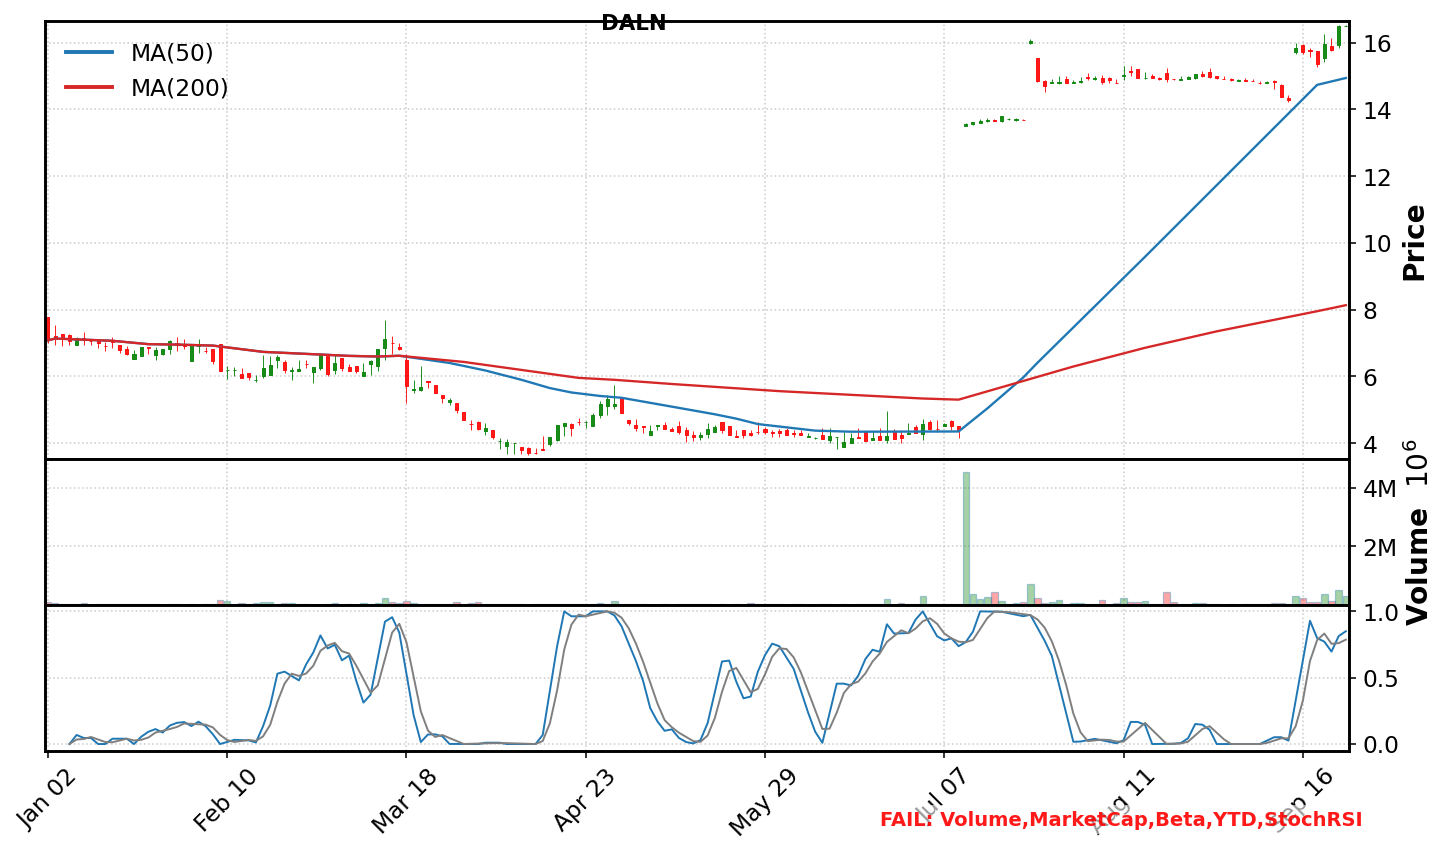 DALN
MA(50)
MA(200)
16
14
12
10
8
6
4
Price
4M
2M
Volume 10^6
1.0
0.5
0.0
Jan 02
Feb 10
Mar 18
Apr 23
May 29
Jul 07
Aug 11
Sep 16
FAIL: Volume,MarketCap,Beta,YTD,StochRSI